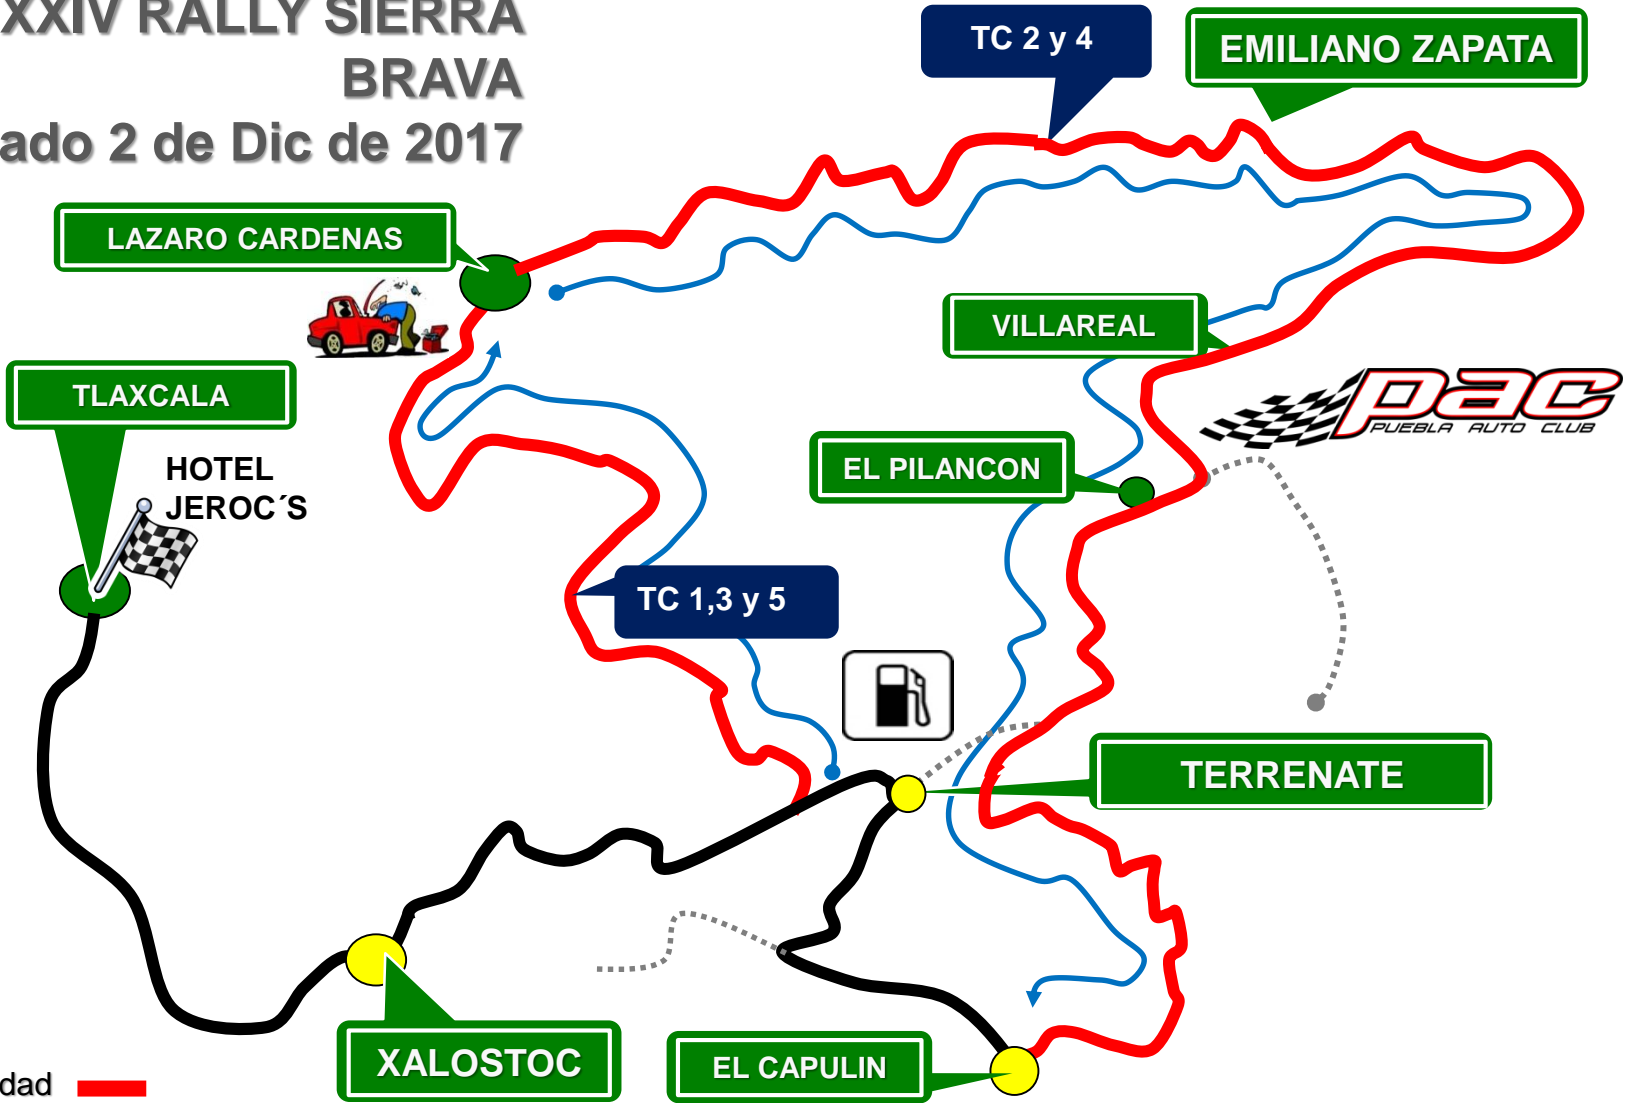 XXIV RALLY SIERRA
BRAVA
ado 2 de Dic de 2017
TC 2 y 4
EMILIANO ZAPATA
LAZARO CARDENAS
VILLAREAL
TLAXCALA
pac
PUEBLA AUTO CLUB
HOTEL
JEROC´S
EL PILANCON
TC 1,3 y 5
TERRENATE
XALOSTOC
EL CAPULIN
dad